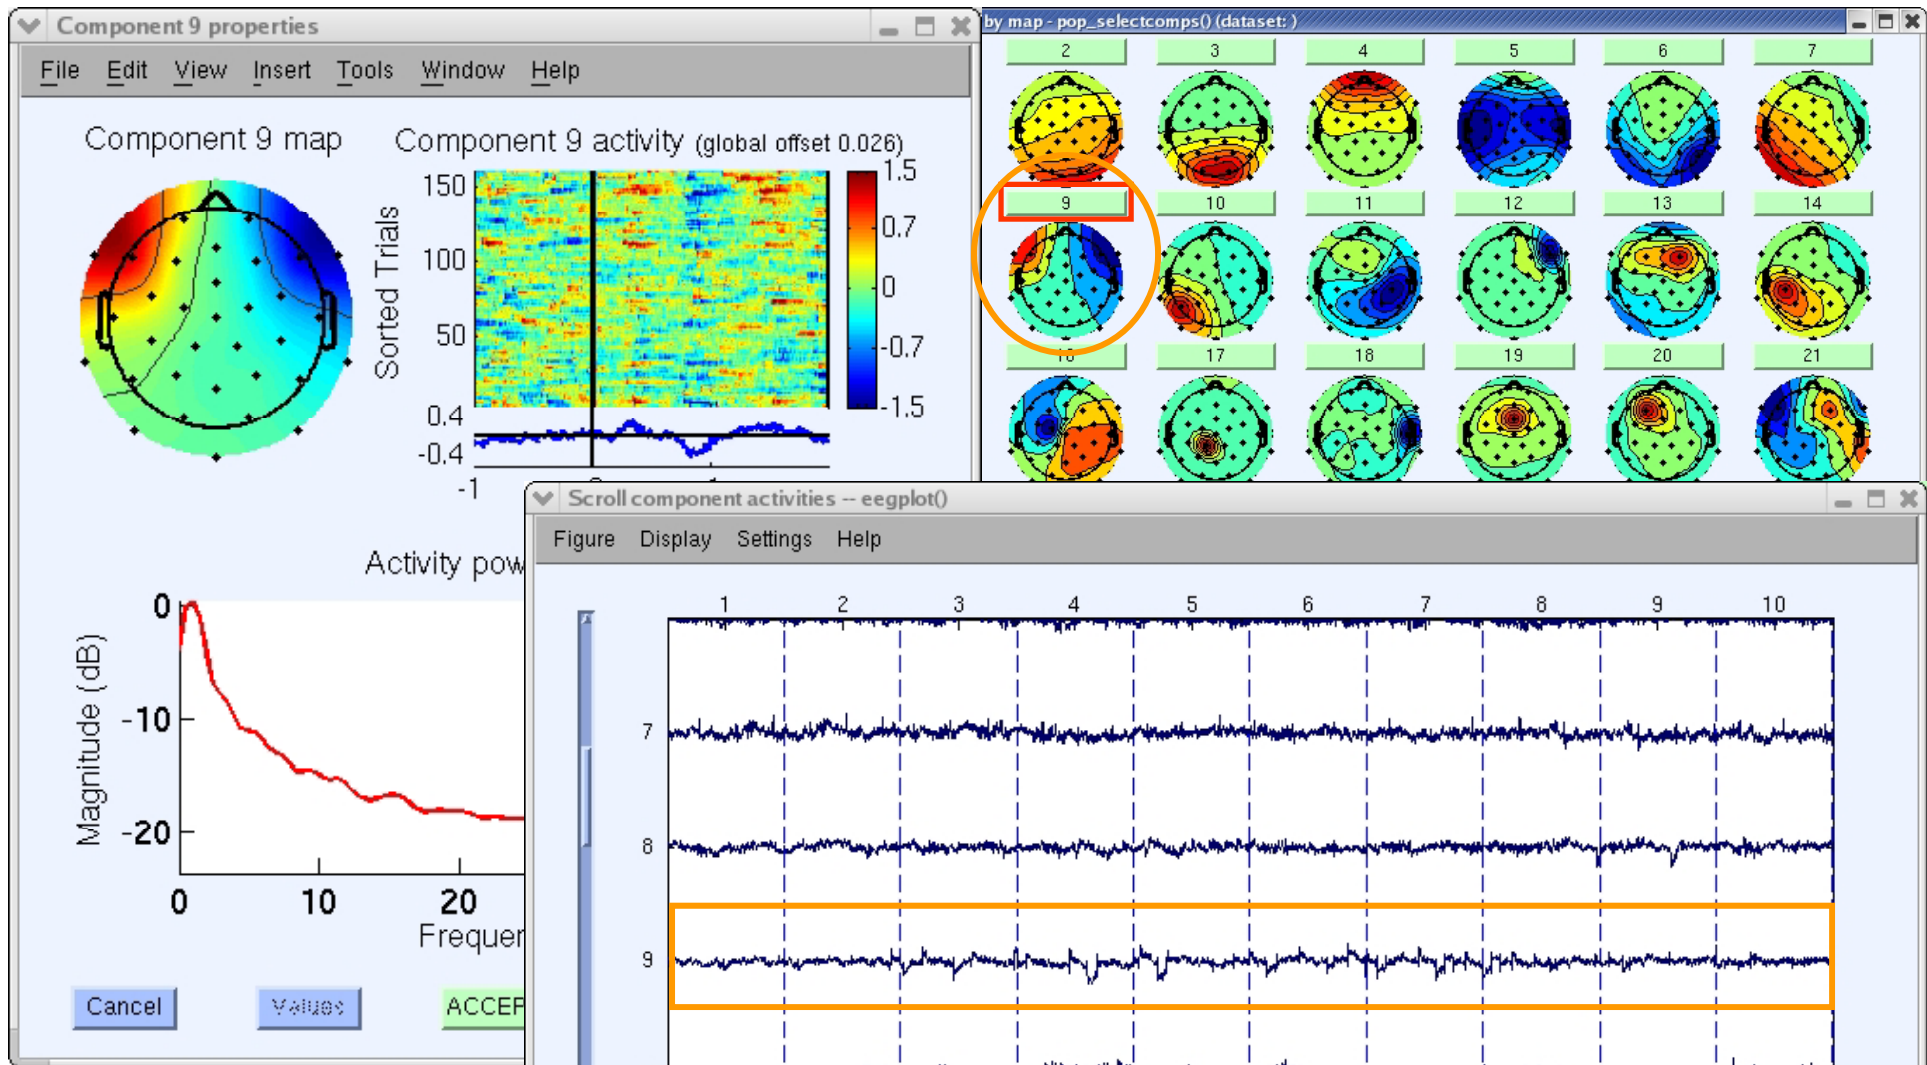 Component 9 properties
File Edit View Insert Tools Window Help
Component 9 map
Component 9 activity (global offset 0.026)
Sorted Trials
150
100
50
0.4
-0.4
-1
1.5
0.7
0
-0.7
-1.5
Activity pow
Magnitude (dB)
0
-10
-20
0 10 20
Frequen
Cancel Values ACCEP
by map - pop_selectcomps() (dataset: )
2 3 4 5 6 7
9 10 11 12 13 14
17 18 19 20 21
Scroll component activities -- eegplot()
Figure Display Settings Help
1 2 3 4 5 6 7 8 9 10
7
8
9